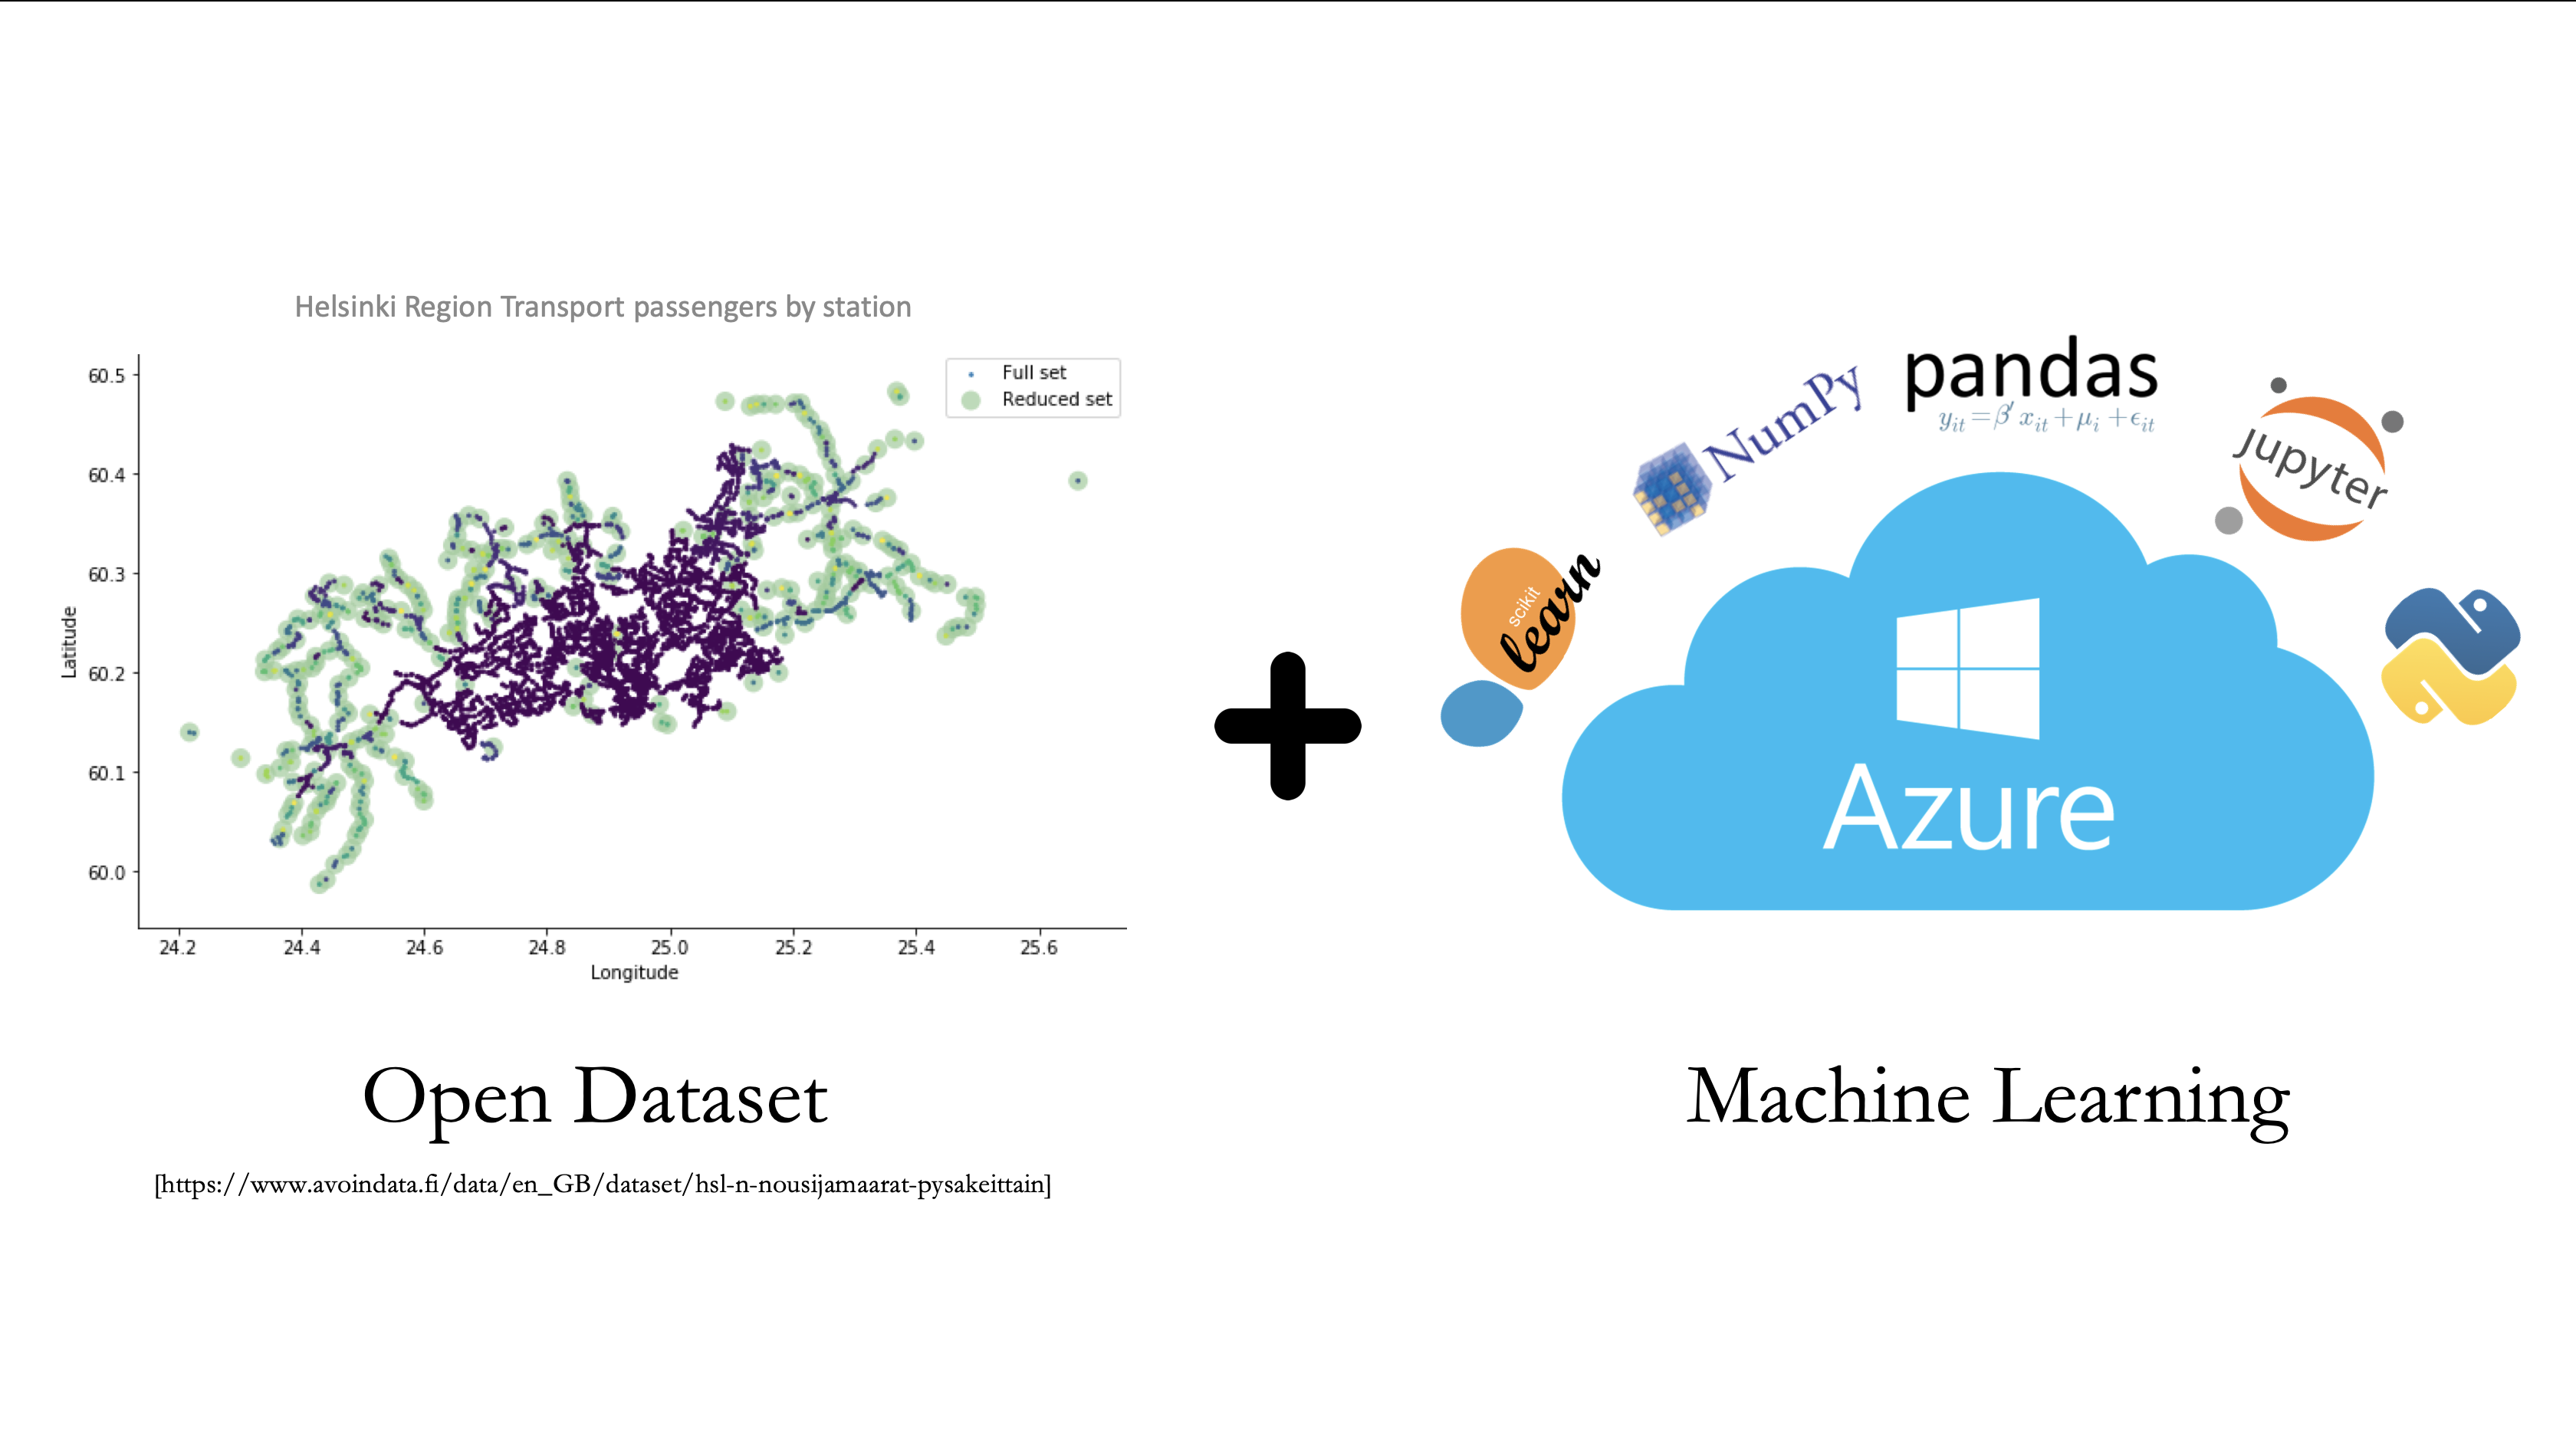 Helsinki Region Transport passengers by station
Full set
Reduced set
60.5
60.4
60.3
60.2
60.1
60.0
Latitude
24.2 24.4 24.6 24.8 25.0 25.2 25.4 25.6
Longitude
Open Dataset
[https://www.avoindata.fi/data/en_GB/dataset/hsl-n-nousijamaarat-pysakeittain]
scikit
learn
NumPy
pandas
y_{it} = β' x_{it} + μ_i + ϵ_{it}
jupyter
Azure
Machine Learning